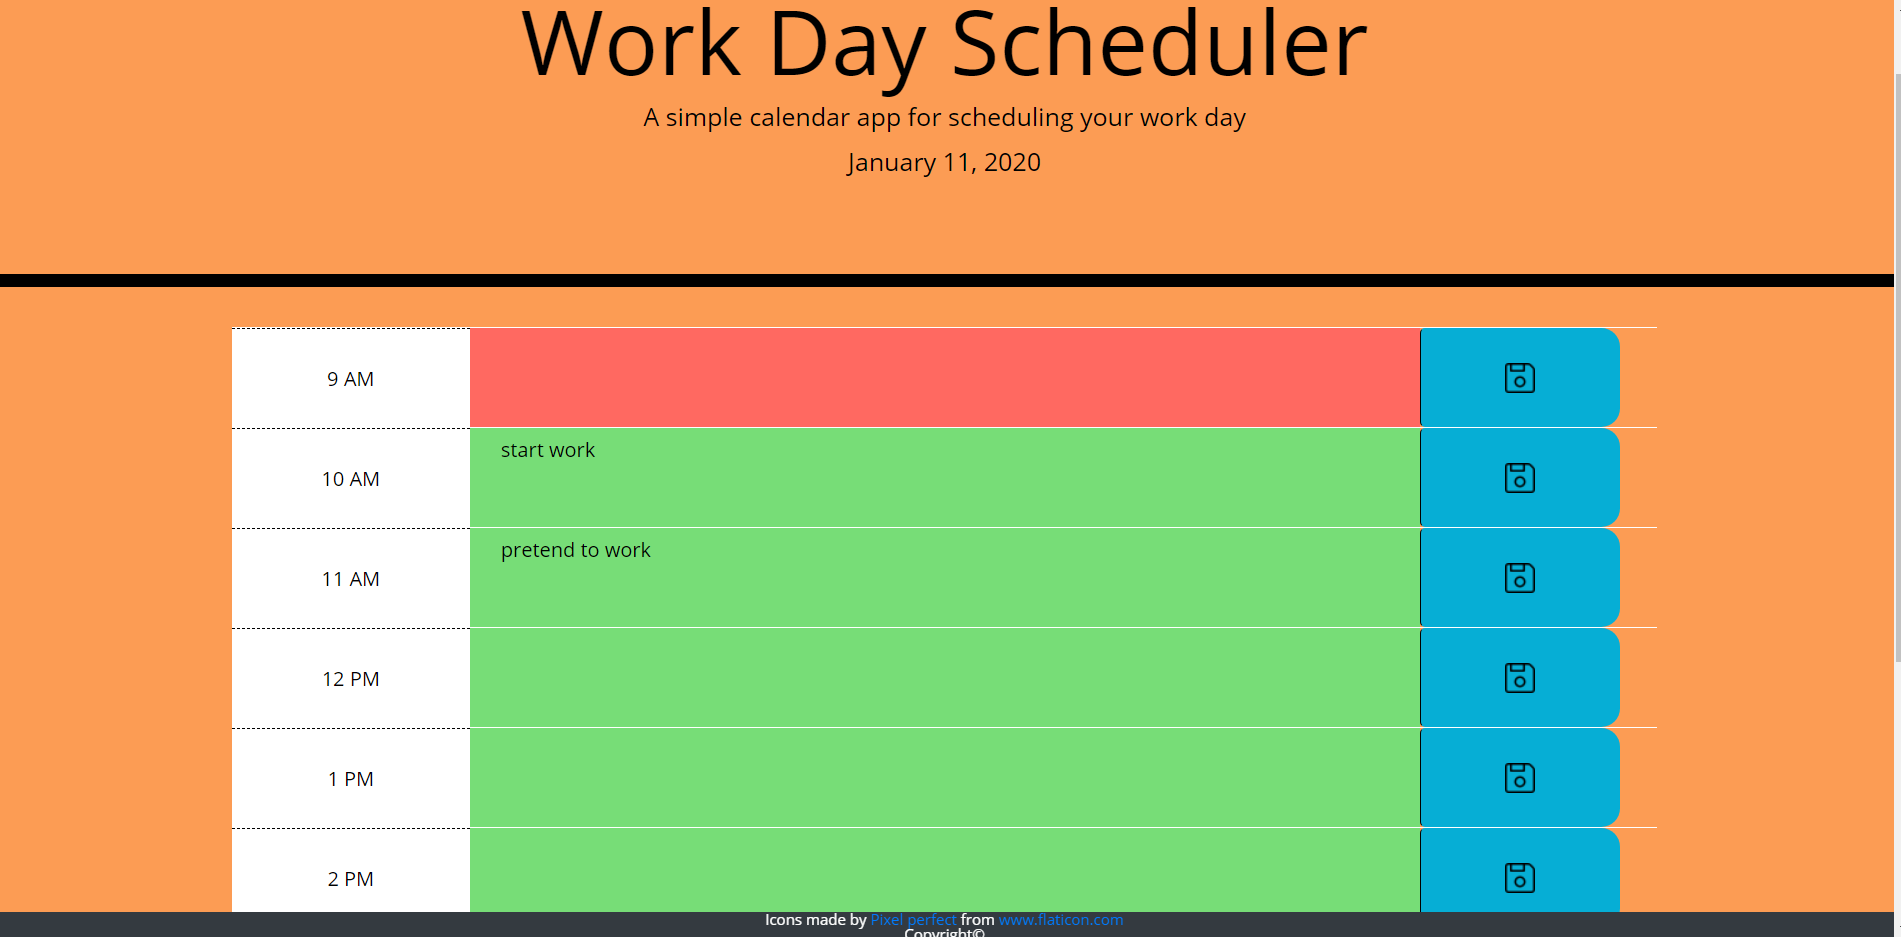 Work Day Scheduler
A simple calendar app for scheduling your work day
January 11, 2020
9 AM
10 AM
start work
11 AM
pretend to work
12 PM
1 PM
2 PM
Icons made by Pixel perfect from www.flaticon.com
Copyright©